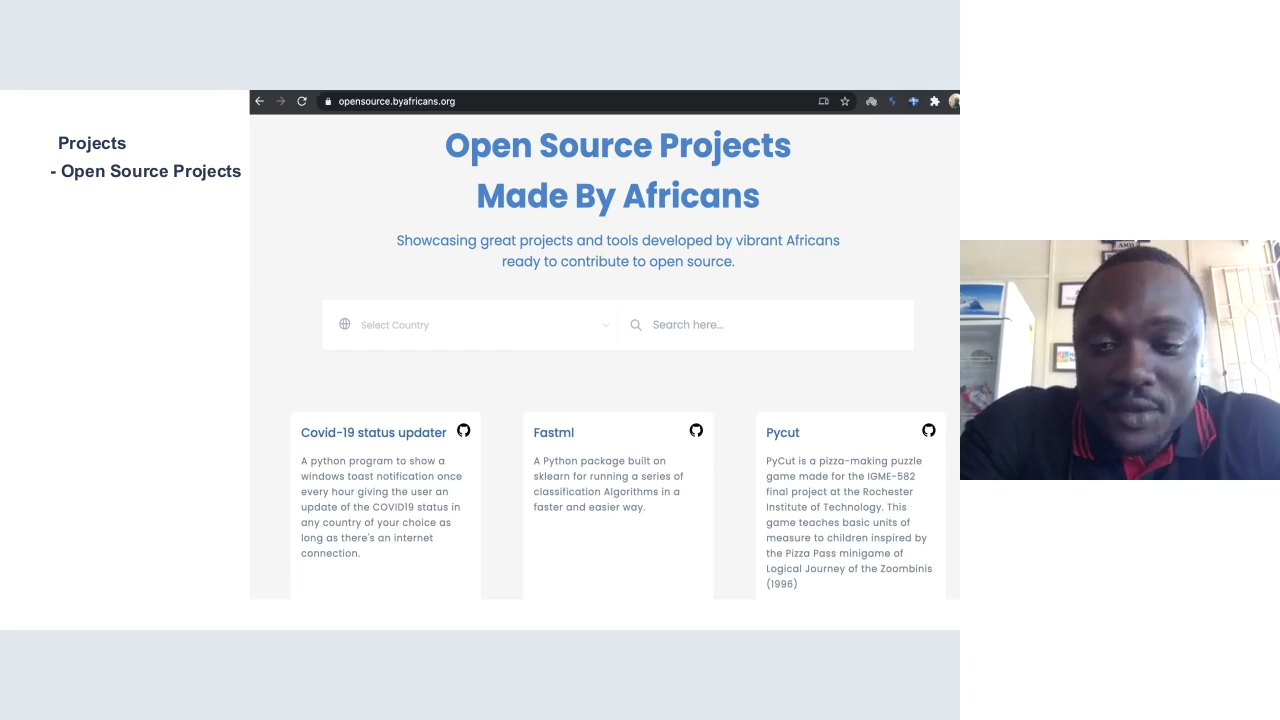 Projects
- Open Source Projects
opensource.byafricans.org
Open Source Projects
Made By Africans
Showcasing great projects and tools developed by vibrant Africans
ready to contribute to open source.
Select Country
Search here...
Covid-19 status updater
A python program to show a
windows toast notification once
every hour giving the user an
update of the COVID19 status in
any country of your choice as
long as there's an internet
connection.
Fastml
A Python package built on
sklearn for running a series of
classification Algorithms in a
faster and easier way.
Pycut
PyCut is a pizza-making puzzle
game made for the IGME-582
final project at the Rochester
Institute of Technology. This
game teaches basic units of
measure to children inspired by
the Pizza Pass minigame of
Logical Journey of the Zoombinis
(1996)